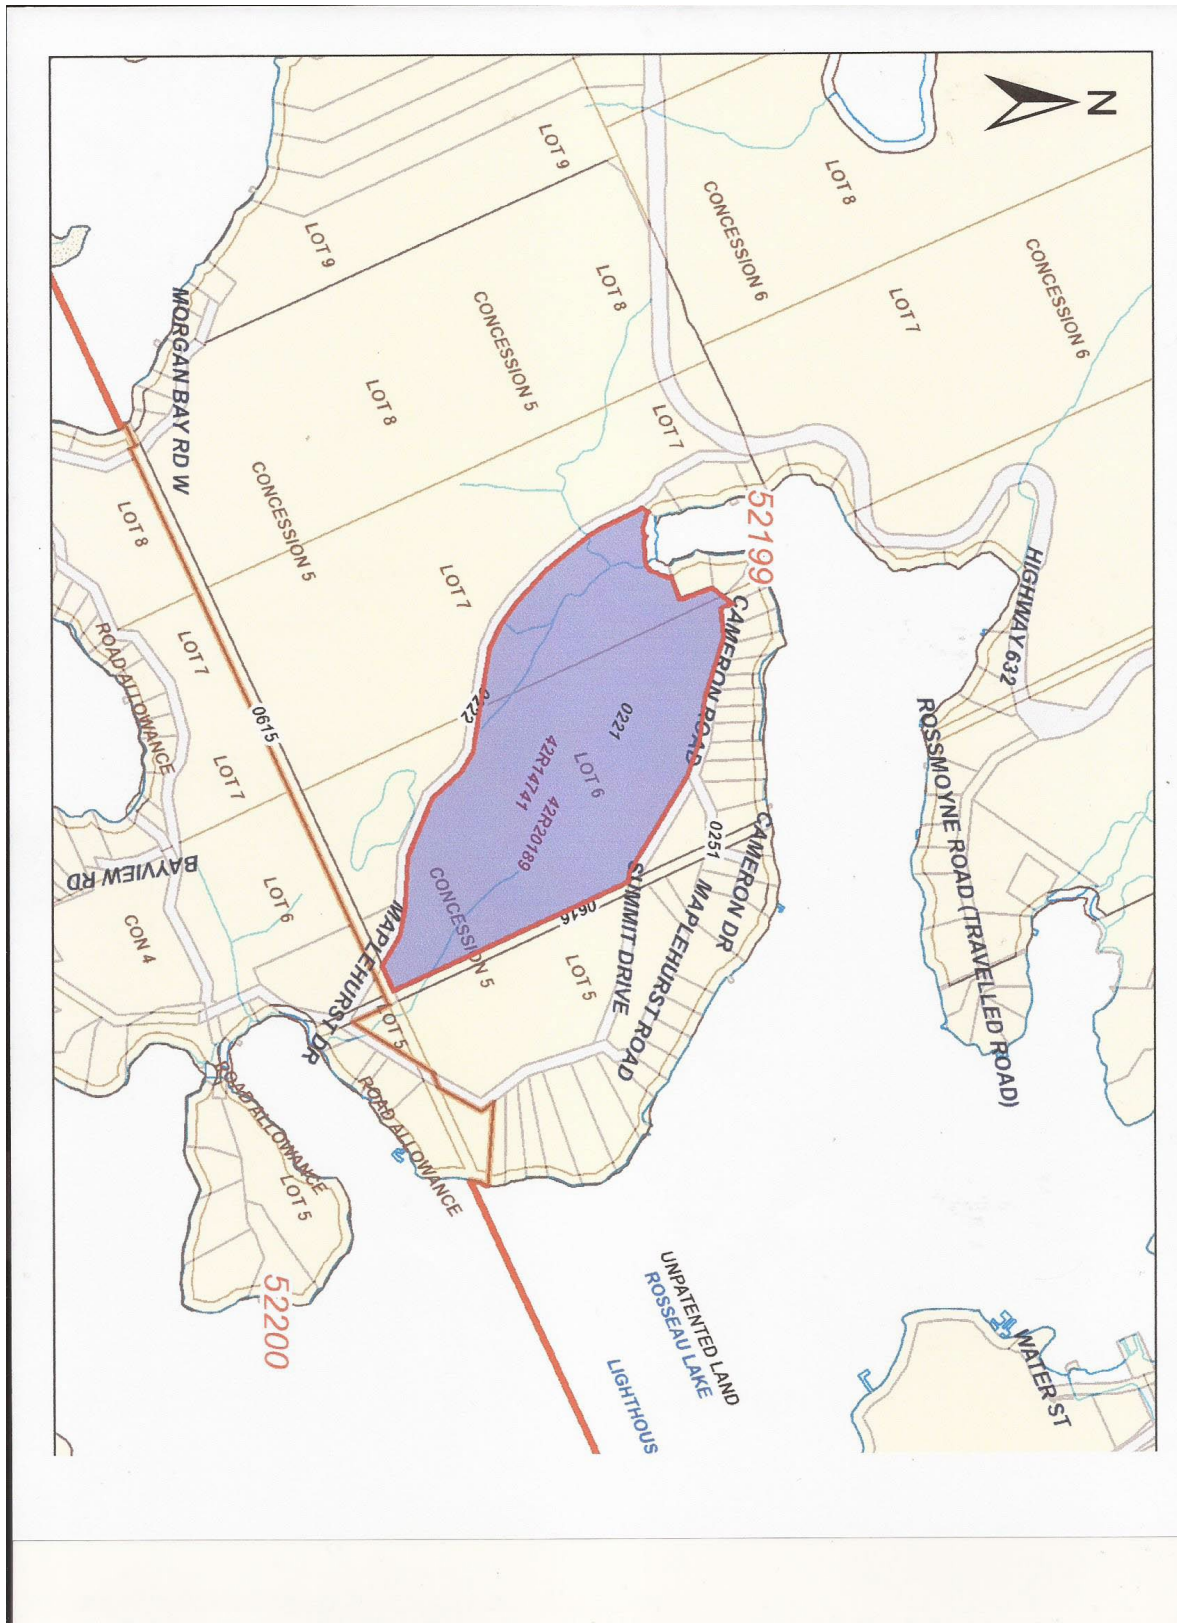 N
LOT 9
LOT 8
CONCESSION 6
CONCESSION 6
LOT 9
LOT 8
LOT 7
CONCESSION 5
MORGAN BAY RD W
LOT 8
LOT 7
CONCESSION 5
52199
LOT 8
LOT 7
HIGHWAY 632
CAMERON ROAD
ROAD ALLOWANCE
LOT 7
0615
0222
0221
42R14741
LOT 6
42R20189
ROSSMOYNE ROAD (TRAVELLED ROAD)
LOT 7
0251
CAMERON DR
BAYVIEW RD
LOT 6
CON 4
CONCESSION 5
0616
SUMMIT DRIVE
MAPLEHURST ROAD
MAPLEHURST DR
LOT 5
LOT 5
ROAD ALLOWANCE
ROAD ALLOWANCE
LOT 5
52200
UNPATENTED LAND
ROSSEAU LAKE
LIGHTHOUS
WATER ST